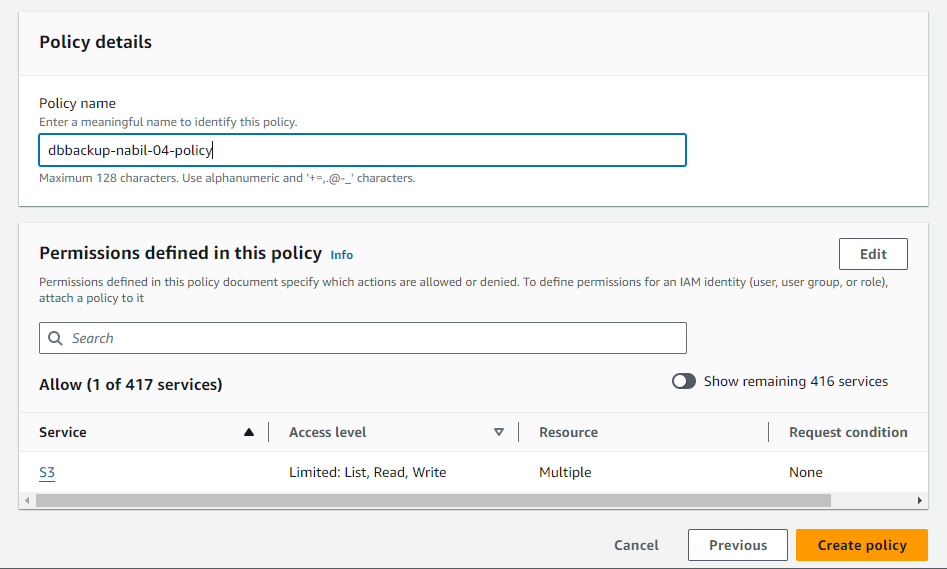 Policy details
Policy name
Enter a meaningful name to identify this policy.
dbbackup-nabil-04-policy
Maximum 128 characters. Use alphanumeric and '+=,.@-_' characters.
Permissions defined in this policy Info
Edit
Permissions defined in this policy document specify which actions are allowed or denied. To define permissions for an IAM identity (user, user group, or role),
attach a policy to it
Search
Allow (1 of 417 services)
Show remaining 416 services
Service Access level Resource Request condition
S3 Limited: List, Read, Write Multiple None
Cancel Previous Create policy